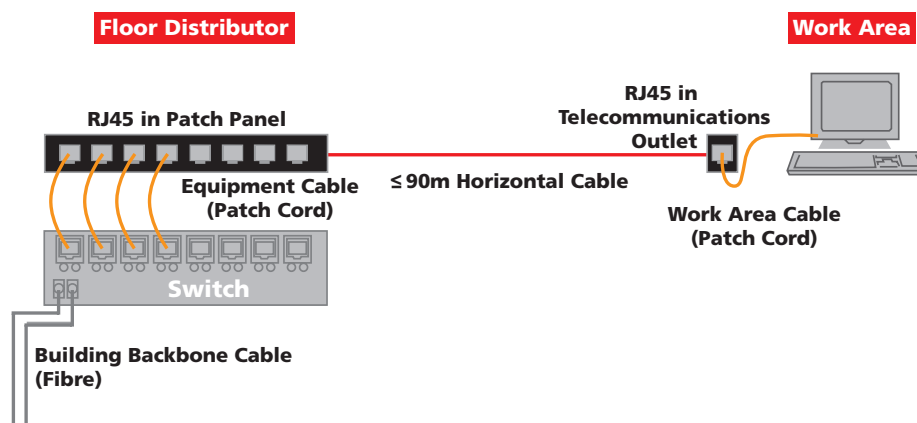 Floor Distributor
Work Area
RJ45 in Patch Panel
RJ45 in
Telecommunications
Outlet
Equipment Cable
(Patch Cord)
≤ 90m Horizontal Cable
Work Area Cable
(Patch Cord)
Switch
Building Backbone Cable
(Fibre)